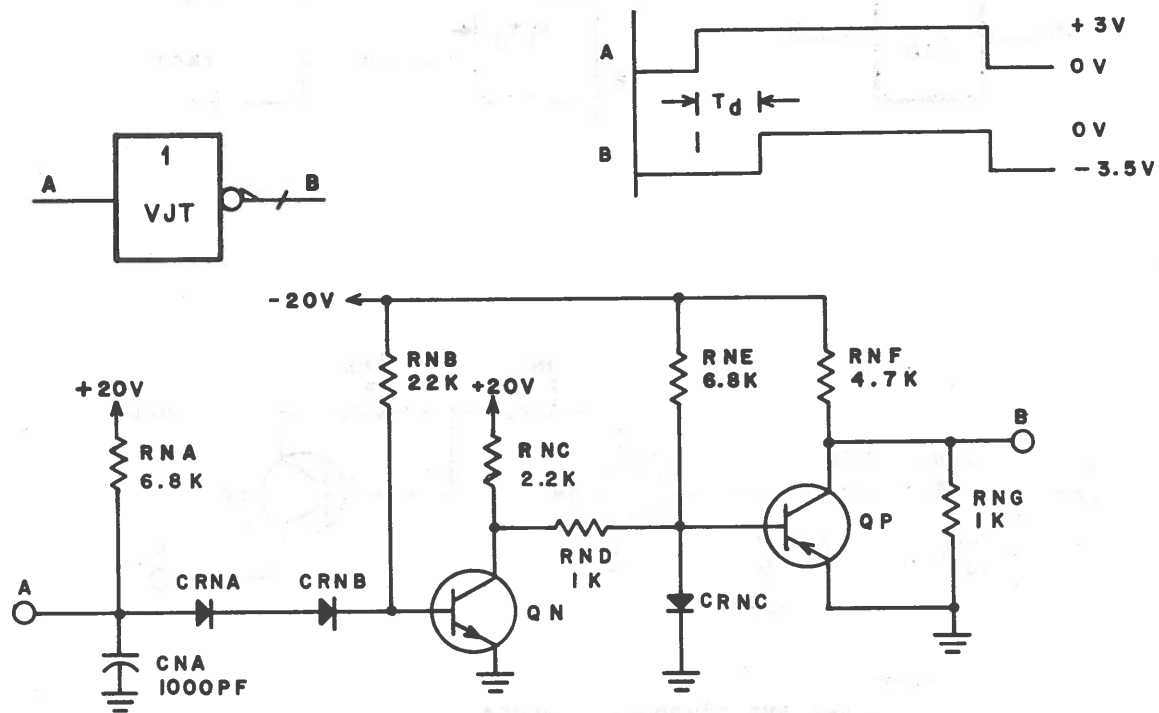 A
+3V
0V
Td
B
0V
-3.5V
1
VJT
A
B
-20V
RNB
22K
RNE
6.8K
RNF
4.7K
+20V
RNA
6.8K
+20V
RNC
2.2K
B
RND
1K
QP
RNG
1K
A
CRNA
CRNB
QN
CRNC
CNA
1000PF